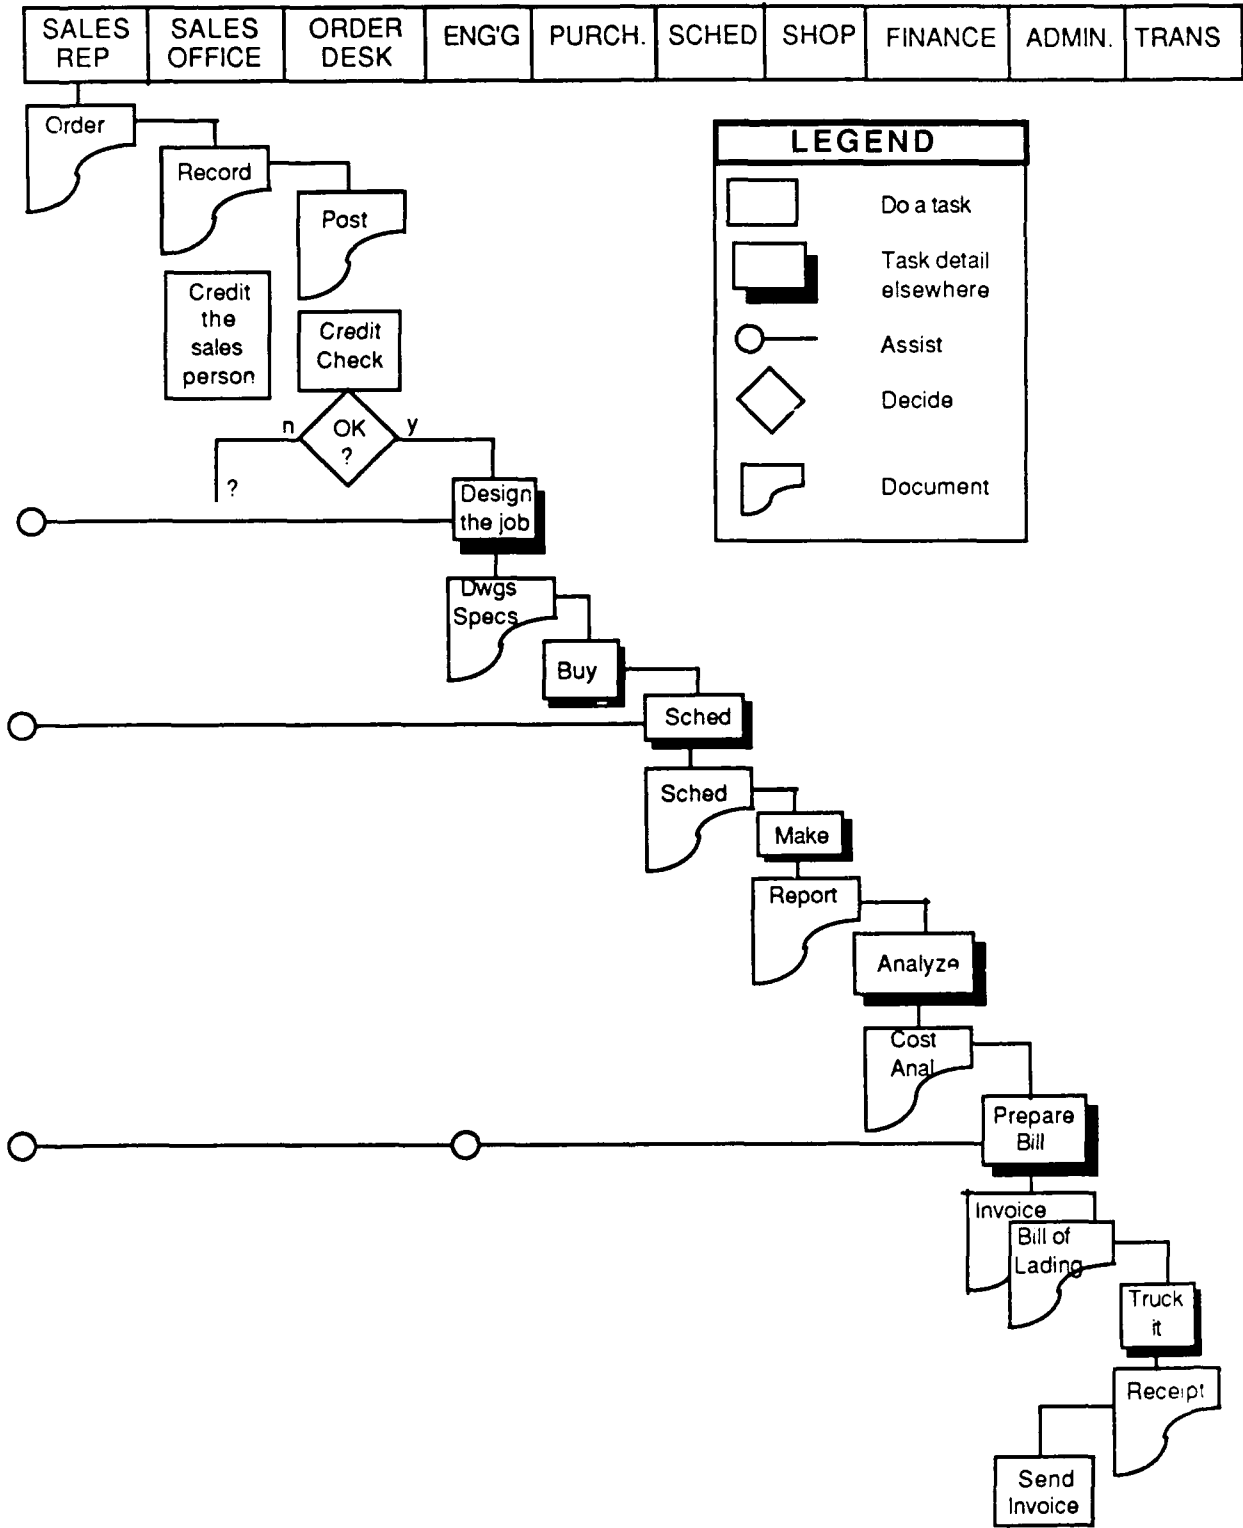 SALES
REP
SALES
OFFICE
ORDER
DESK
ENG'G
PURCH.
SCHED
SHOP
FINANCE
ADMIN.
TRANS
Order
Record
Post
LEGEND
Do a task
Task detail
elsewhere
Assist
Decide
Document
Credit
the
sales
person
Credit
Check
n
OK
?
y
?
Design
the job
Dwgs
Specs
Buy
Sched
Sched
Make
Report
Analyze
Cost
Anal
Prepare
Bill
Invoice
Bill of
Lading
Truck
it
Receipt
Send
Invoice